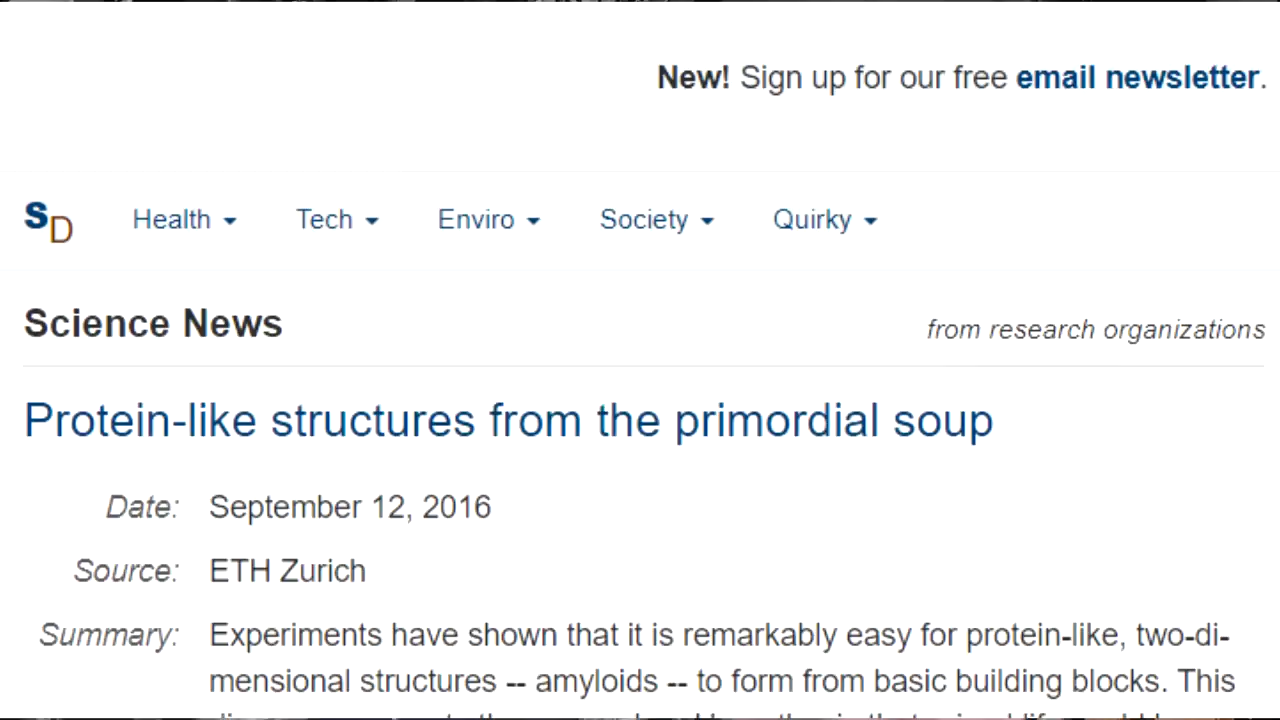 New! Sign up for our free email newsletter.
SD Health Tech Enviro Society Quirky
Science News
from research organizations
Protein-like structures from the primordial soup
Date: September 12, 2016
Source: ETH Zurich
Summary: Experiments have shown that it is remarkably easy for protein-like, two-di-
mensional structures -- amyloids -- to form from basic building blocks. This